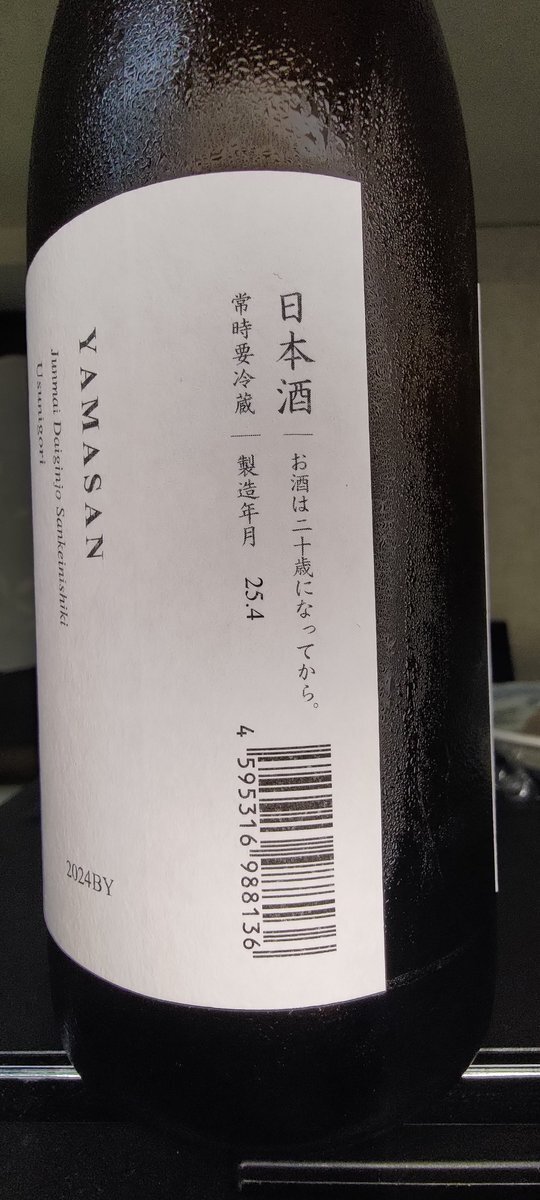 日本酒 お酒は二十歳になってから。
常時要冷蔵 製造年月 25.4
4 595316 988136
YAMASAN
Junmai Daiginjo Sankeinishiki
Usunigori
2024BY